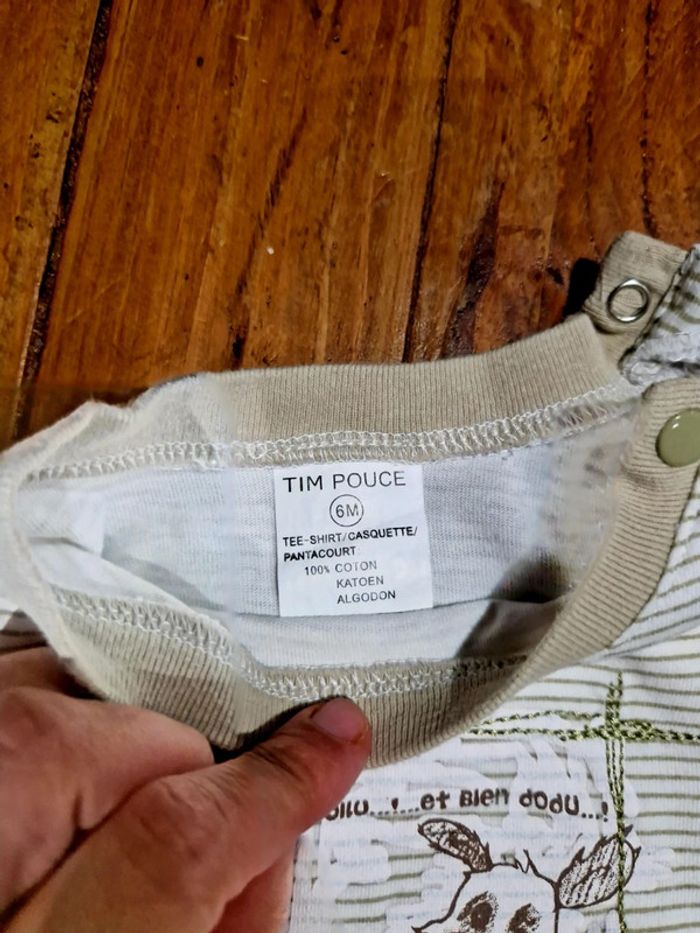 TIM POUCE
6M
TEE-SHIRT/CASQUETTE/
PANTACOURT
100% COTON
KATOEN
ALGODON
...!...et Bien dodu...!